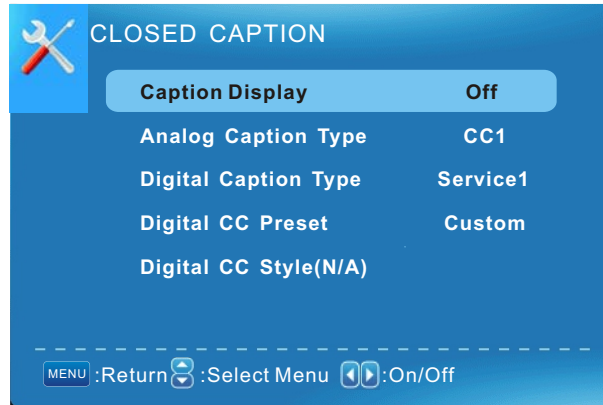 CLOSED CAPTION
Caption Display Off
Analog Caption Type CC1
Digital Caption Type Service1
Digital CC Preset Custom
Digital CC Style(N/A)
MENU :Return :Select Menu :On/Off